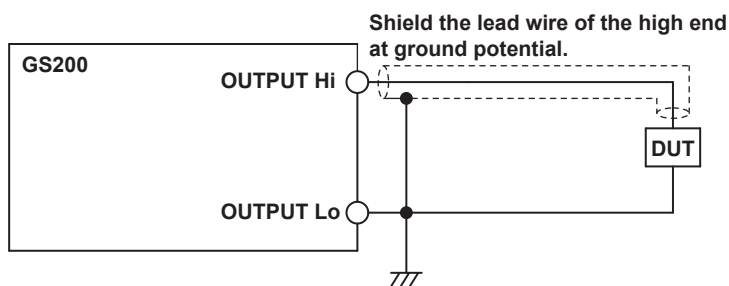 Shield the lead wire of the high end
at ground potential.
GS200
OUTPUT Hi
DUT
OUTPUT Lo